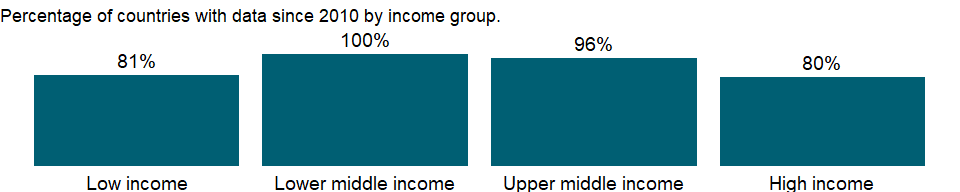 Percentage of countries with data since 2010 by income group.
81%
100%
96%
80%
Low income
Lower middle income
Upper middle income
High income